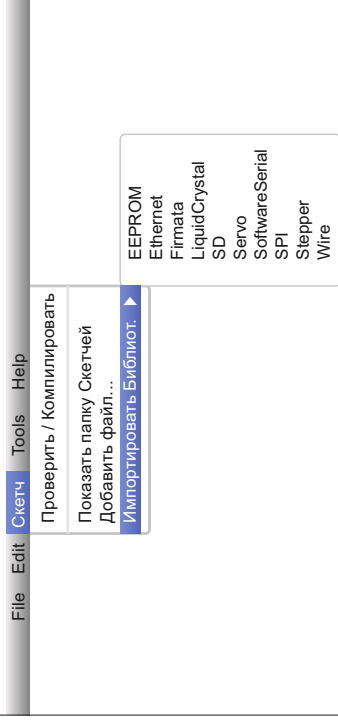 File Edit Скетч Tools Help
Проверить / Компилировать
Показать папку Скетчей
Добавить файл...
Импортировать Библиот.
EEPROM
Ethernet
Firmata
LiquidCrystal
SD
Servo
SoftwareSerial
SPI
Stepper
Wire